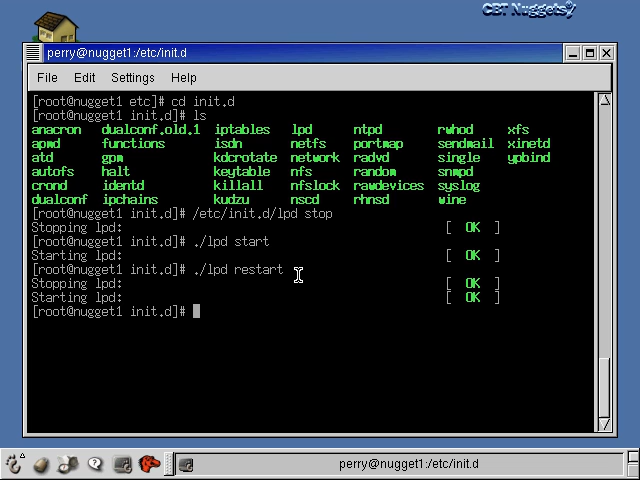 CBT Nuggets
perry@nugget1:/etc/init.d
File Edit Settings Help
[root@nugget1 etc]# cd init.d
[root@nugget1 init.d]# ls
anacron dualconf.old.1 iptables lpd ntpd rwhod xfs
apmd functions isdn netfs portmap sendmail xinetd
atd gpm kdcrotate network radvd single ypbind
autofs halt keytable nfs random snmpd
crond identd killall nfslock rawdevices syslog
dualconf ipchains kudzu nscd rhnsd wine
[root@nugget1 init.d]# /etc/init.d/lpd stop
Stopping lpd: [ OK ]
[root@nugget1 init.d]# ./lpd start
Starting lpd: [ OK ]
[root@nugget1 init.d]# ./lpd restart
Stopping lpd: [ OK ]
Starting lpd: [ OK ]
[root@nugget1 init.d]#
perry@nugget1:/etc/init.d